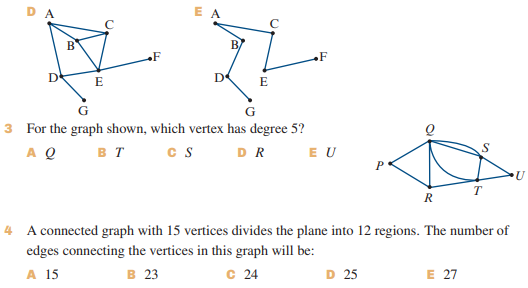 D A
C
B
F
D
E
G
E A
C
B
F
D
E
G
3 For the graph shown, which vertex has degree 5?
A Q B T C S D R E U
Q
S
P
U
T
R
4 A connected graph with 15 vertices divides the plane into 12 regions. The number of
edges connecting the vertices in this graph will be:
A 15 B 23 C 24 D 25 E 27